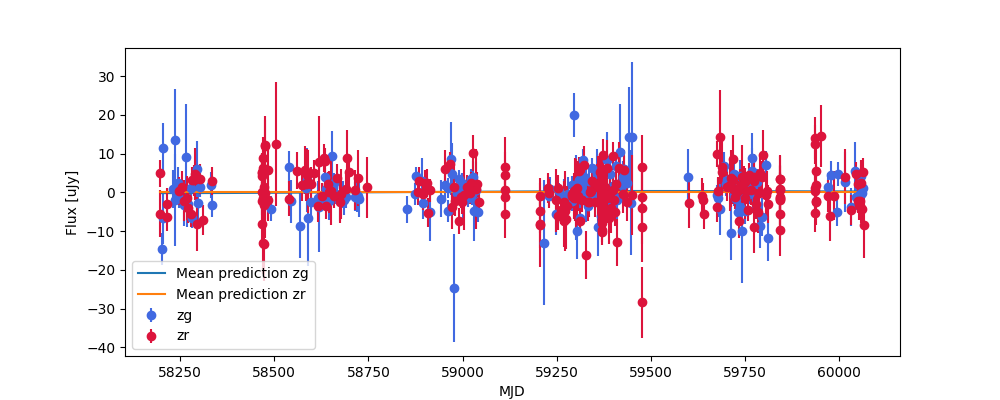 30
20
10
0
−10
−20
−30
−40
Flux [uJy]
Mean prediction zg
Mean prediction zr
zg
zr
58250 58500 58750 59000 59250 59500 59750 60000
MJD